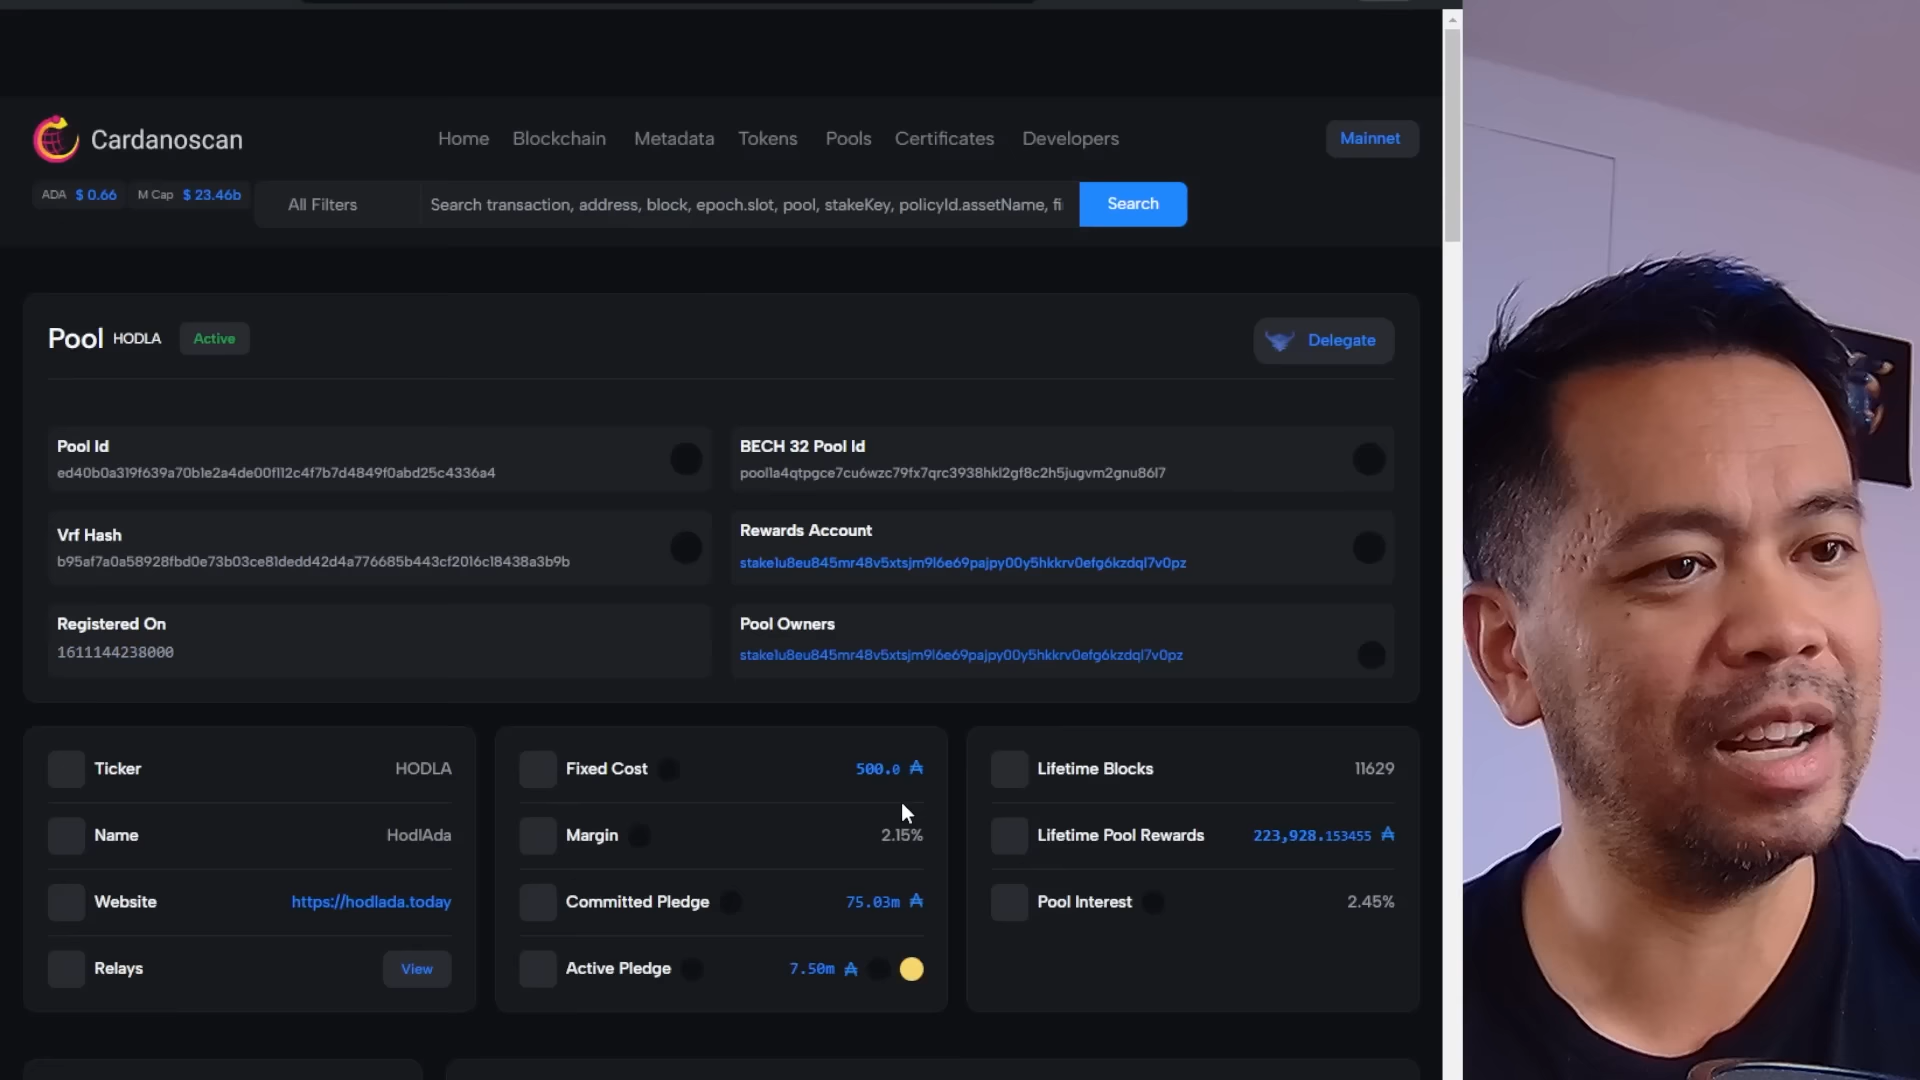 Cardanoscan
Home Blockchain Metadata Tokens Pools Certificates Developers
Mainnet
ADA $ 0.66 M Cap $ 23.46b
All Filters
Search transaction, address, block, epoch.slot, pool, stakeKey, policyId.assetName, fi
Search
Pool HODLA Active
Delegate
Pool Id
ed40b0a319f639a70b1e2a4de00f112c4f7b7d4849f0abd25c4336a4
BECH 32 Pool Id
pool1a4qtpgce7cu6wzc79fx7qrc3938hkl2gf8c2h5jugvm2gnu86l7
Vrf Hash
b95af7a0a58928fbd0e73b03ce81dedd42d4a776685b443cf2016c18438a3b9b
Rewards Account
stake1u8eu845mr48v5xtsjm9l6e69pajpy00y5hkkrv0efg6kzdql7v0pz
Registered On
1611144238000
Pool Owners
stake1u8eu845mr48v5xtsjm9l6e69pajpy00y5hkkrv0efg6kzdql7v0pz
Ticker HODLA
Name HodlAda
Website https://hodlada.today
Relays View
Fixed Cost 500.0 ₳
Margin 2.15%
Committed Pledge 75.03m ₳
Active Pledge 7.50m ₳
Lifetime Blocks 11629
Lifetime Pool Rewards 223,928.153455 ₳
Pool Interest 2.45%